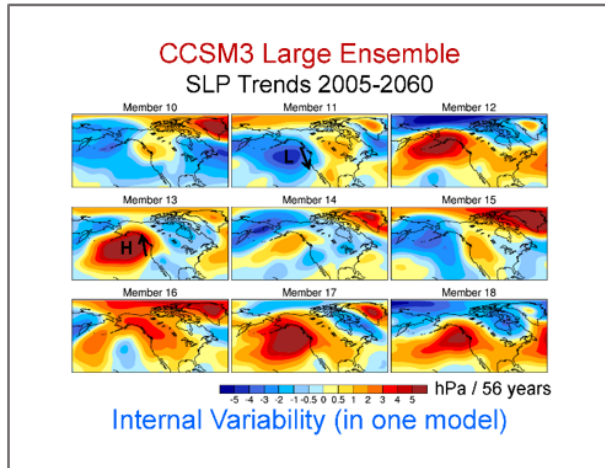 CCSM3 Large Ensemble
SLP Trends 2005-2060
Member 10 Member 11 Member 12
L
Member 13 Member 14 Member 15
H
Member 16 Member 17 Member 18
-5 -4 -3 -2 -1 -0.5 0 0.5 1 2 3 4 5 hPa / 56 years
Internal Variability (in one model)